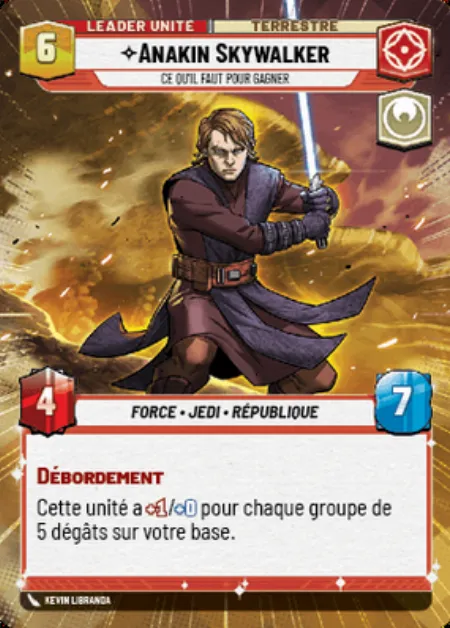 LEADER UNITÉ
TERRESTRE
6
ANAKIN SKYWALKER
CE QU'IL FAUT POUR GAGNER
4
FORCE • JEDI • RÉPUBLIQUE
7
DÉBORDEMENT
Cette unité a +1/+0 pour chaque groupe de
5 dégâts sur votre base.
KEVIN LIBRANDA